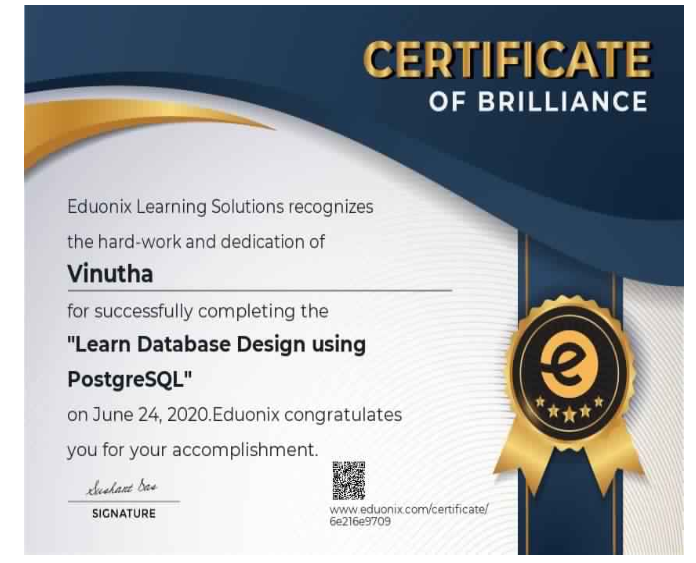 CERTIFICATE
OF BRILLIANCE
Eduonix Learning Solutions recognizes
the hard-work and dedication of
Vinutha
for successfully completing the
"Learn Database Design using
PostgreSQL"
on June 24, 2020.Eduonix congratulates
you for your accomplishment.
Sushant Das
SIGNATURE
www.eduonix.com/certificate/
6e216e9709
e